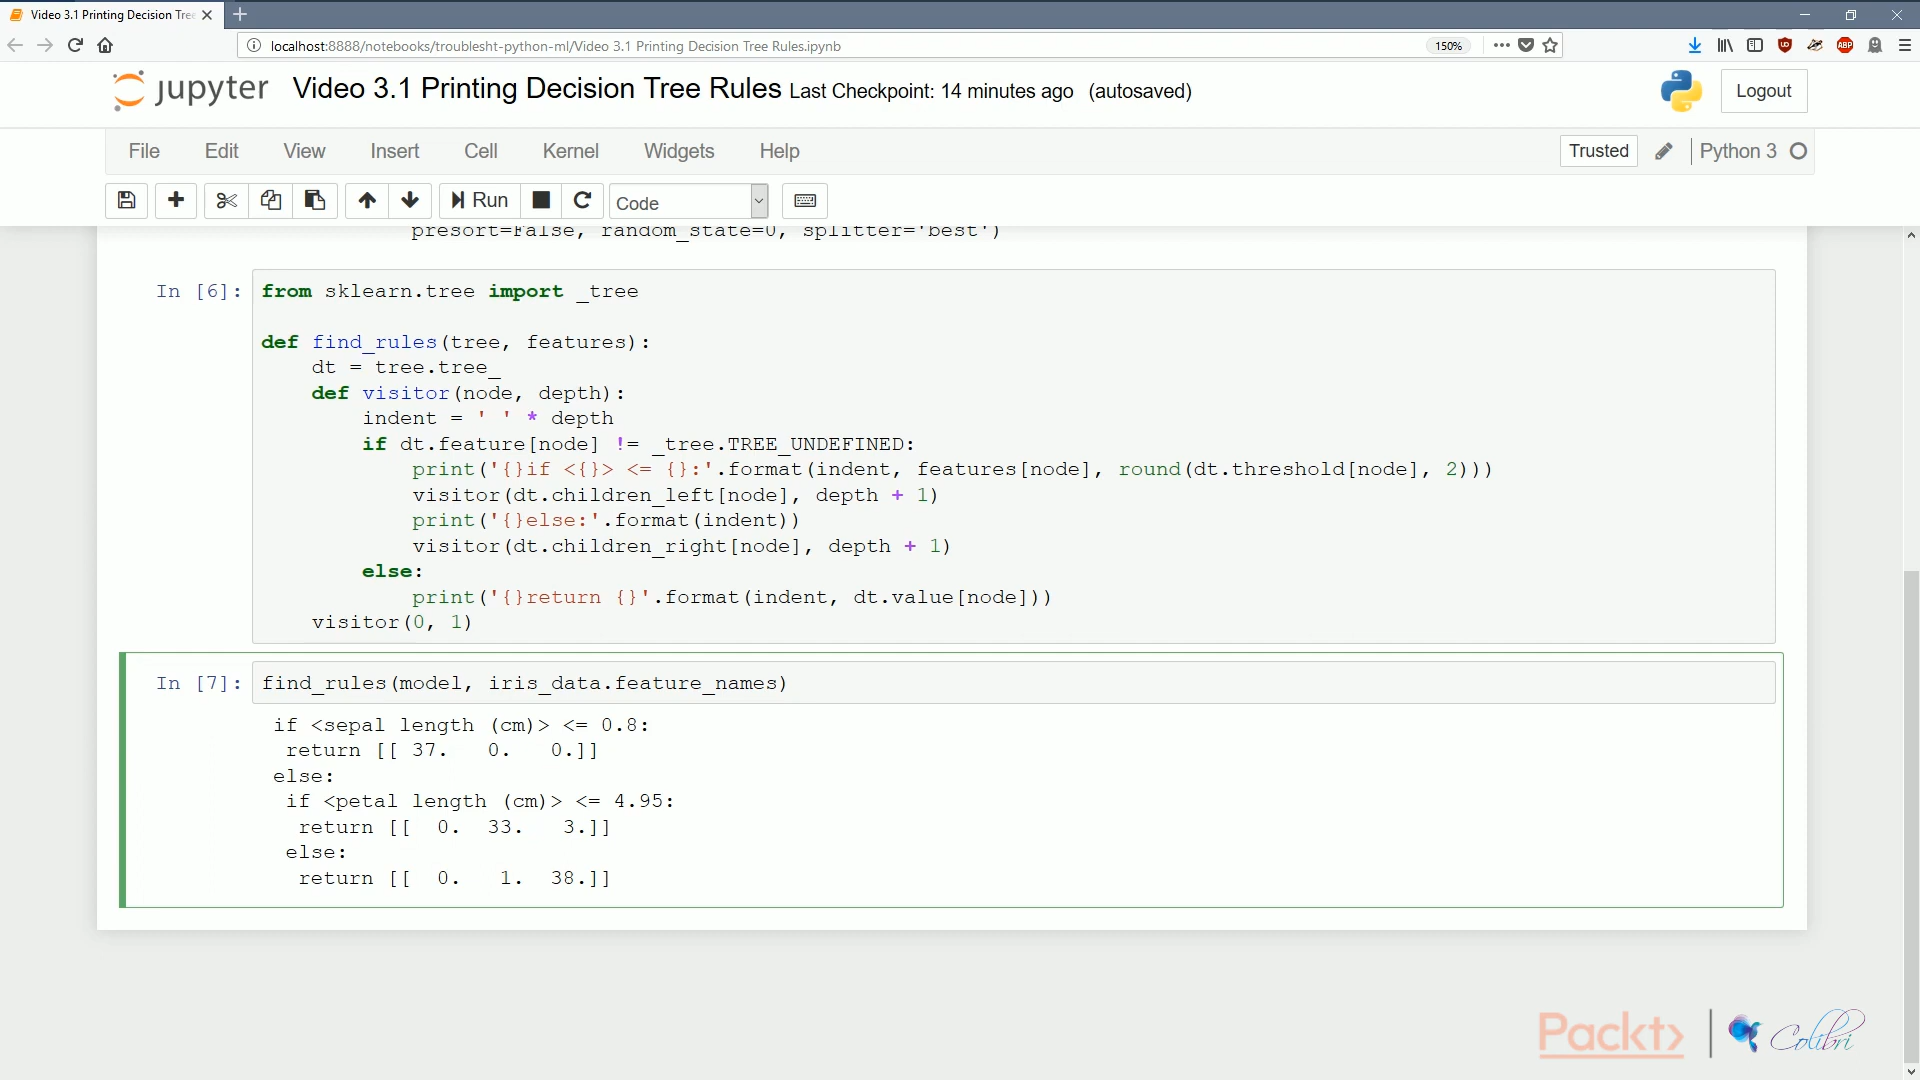 Video 3.1 Printing Decision Tre
localhost:8888/notebooks/troublesht-python-ml/Video 3.1 Printing Decision Tree Rules.ipynb
150%
jupyter Video 3.1 Printing Decision Tree Rules Last Checkpoint: 14 minutes ago (autosaved)
Logout
File Edit View Insert Cell Kernel Widgets Help
Trusted
Python 3
Run
Code
presort=False, random_state=0, splitter='best')
In [6]:
from sklearn.tree import _tree
def find_rules(tree, features):
    dt = tree.tree_
    def visitor(node, depth):
        indent = ' ' * depth
        if dt.feature[node] != _tree.TREE_UNDEFINED:
            print('{}if <{}> <= {}:'.format(indent, features[node], round(dt.threshold[node], 2)))
            visitor(dt.children_left[node], depth + 1)
            print('{}else:'.format(indent))
            visitor(dt.children_right[node], depth + 1)
        else:
            print('{}return {}'.format(indent, dt.value[node]))
    visitor(0, 1)
In [7]:
find_rules(model, iris_data.feature_names)
 if <sepal length (cm)> <= 0.8:
  return [[ 37.   0.   0.]]
 else:
  if <petal length (cm)> <= 4.95:
   return [[  0.  33.   3.]]
  else:
   return [[  0.   1.  38.]]
Packt>
Colibri